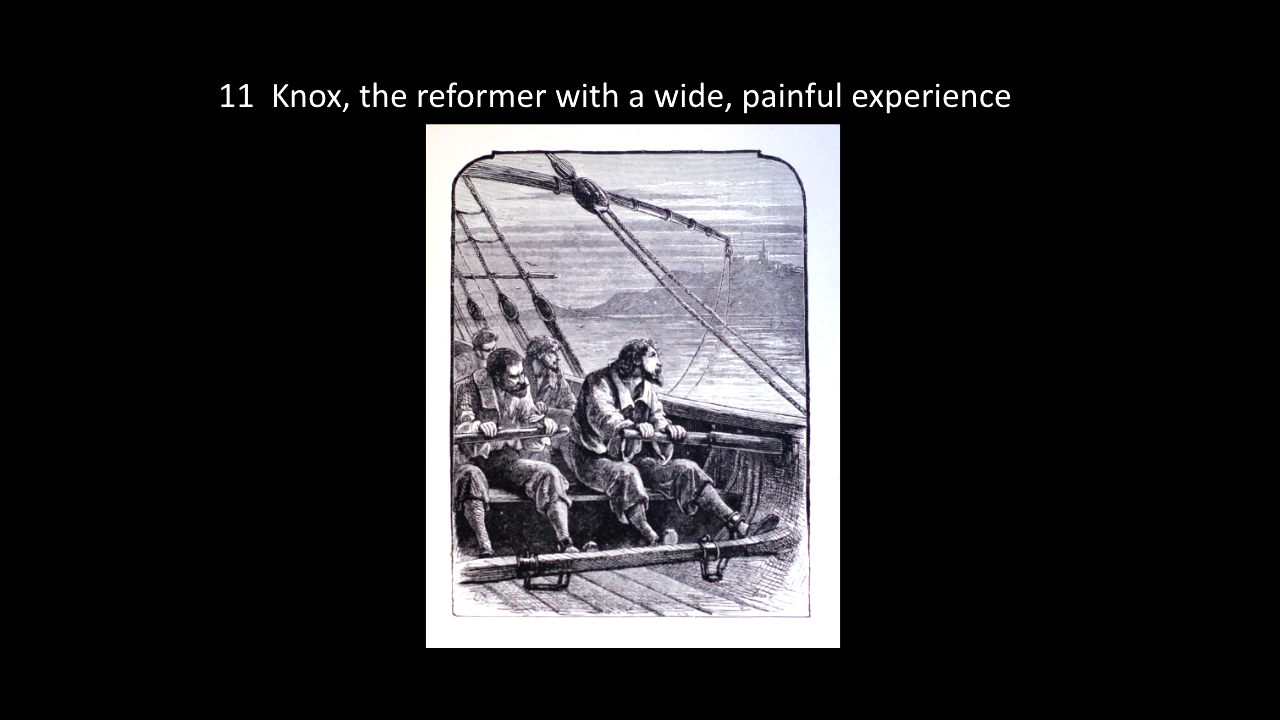 11  Knox, the reformer with a wide, painful experience